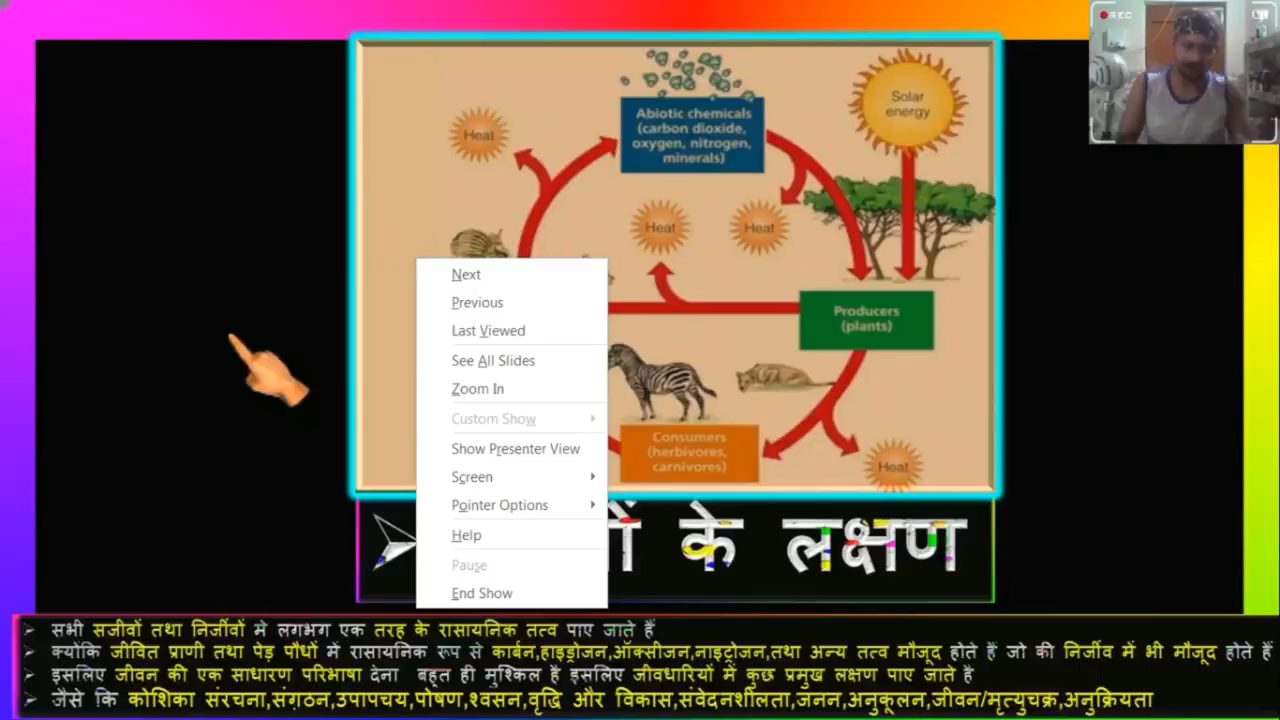 REC
Solar
energy
Abiotic chemicals
(carbon dioxide,
oxygen, nitrogen,
minerals)
Heat
Heat
Heat
Producers
(plants)
Consumers
(herbivores,
carnivores)
Heat
Next
Previous
Last Viewed
See All Slides
Zoom In
Custom Show
Show Presenter View
Screen
Pointer Options
Help
Pause
End Show
के लक्षण
सभी सजीवों तथा निर्जीवों मे लगभग एक तरह के रासायनिक तत्व पाए जाते हैं
क्योंकि जीवित प्राणी तथा पेड़ पौधों में रासायनिक रूप से कार्बन,हाइड्रोजन,ऑक्सीजन,नाइट्रोजन,तथा अन्य तत्व मौजूद होते हैं जो की निर्जीव में भी मौजूद होते हैं
इसलिए जीवन की एक साधारण परिभाषा देना बहुत ही मुश्किल है इसलिए जीवधारियों में कुछ प्रमुख लक्षण पाए जाते हैं
जैसे कि कोशिका संरचना,संगठन,उपापचय,पोषण,श्वसन,वृद्धि और विकास,संवेदनशीलता,जनन,अनुकूलन,जीवन/मृत्युचक्र,अनुक्रियता